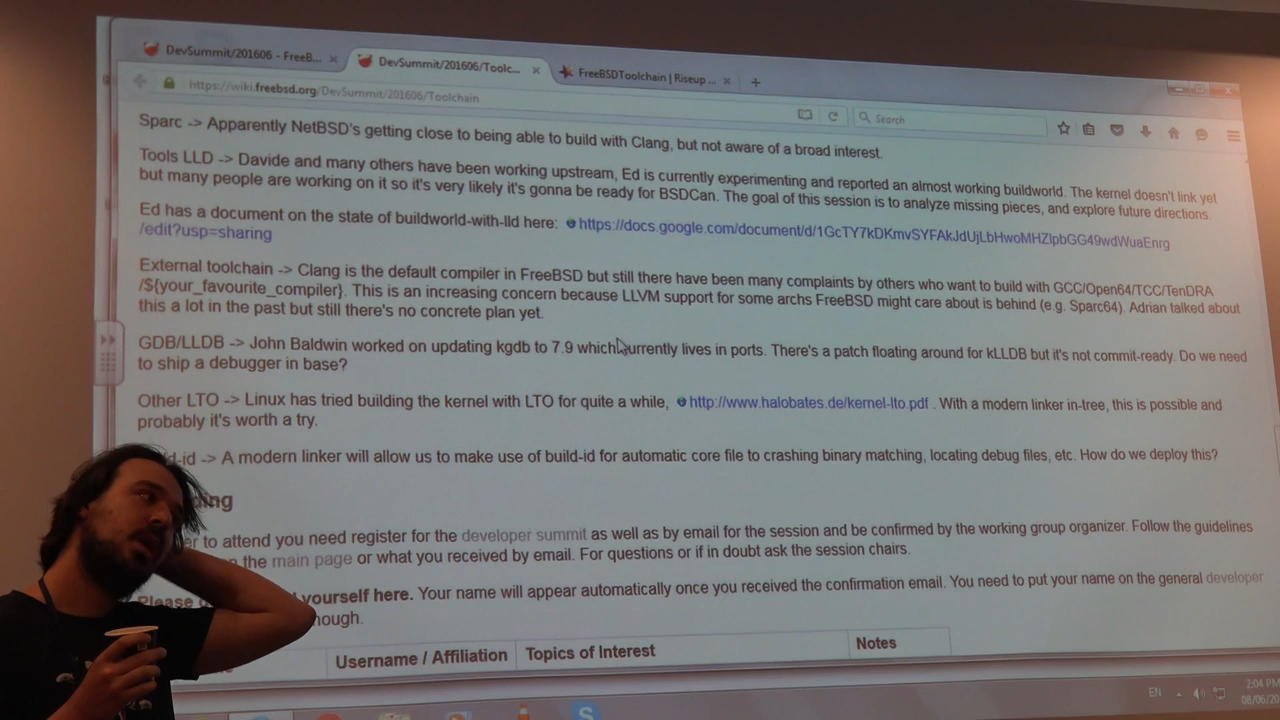 DevSummit/201606 - FreeB...
DevSummit/201606/Toolc...
FreeBSDToolchain | Riseup ...
https://wiki.freebsd.org/DevSummit/201606/Toolchain
Search
Sparc -> Apparently NetBSD's getting close to being able to build with Clang, but not aware of a broad interest.
Tools LLD -> Davide and many others have been working upstream, Ed is currently experimenting and reported an almost working buildworld. The kernel doesn't link yet
but many people are working on it so it's very likely it's gonna be ready for BSDCan. The goal of this session is to analyze missing pieces, and explore future directions.
Ed has a document on the state of buildworld-with-lld here: https://docs.google.com/document/d/1GcTY7kDKmvSYFAkJdUjLbHwoMHZlpbGG49wdWuaEnrg
/edit?usp=sharing
External toolchain -> Clang is the default compiler in FreeBSD but still there have been many complaints by others who want to build with GCC/Open64/TCC/TenDRA
/${your_favourite_compiler}. This is an increasing concern because LLVM support for some archs FreeBSD might care about is behind (e.g. Sparc64). Adrian talked about
this a lot in the past but still there's no concrete plan yet.
GDB/LLDB -> John Baldwin worked on updating kgdb to 7.9 which currently lives in ports. There's a patch floating around for kLLDB but it's not commit-ready. Do we need
to ship a debugger in base?
Other LTO -> Linux has tried building the kernel with LTO for quite a while, http://www.halobates.de/kernel-lto.pdf . With a modern linker in-tree, this is possible and
probably it's worth a try.
d-id -> A modern linker will allow us to make use of build-id for automatic core file to crashing binary matching, locating debug files, etc. How do we deploy this?
ding
er to attend you need register for the developer summit as well as by email for the session and be confirmed by the working group organizer. Follow the guidelines
n the main page or what you received by email. For questions or if in doubt ask the session chairs.
Please yourself here. Your name will appear automatically once you received the confirmation email. You need to put your name on the general developer
hough.
Username / Affiliation Topics of Interest Notes
EN
2:04 PM
08/06/20